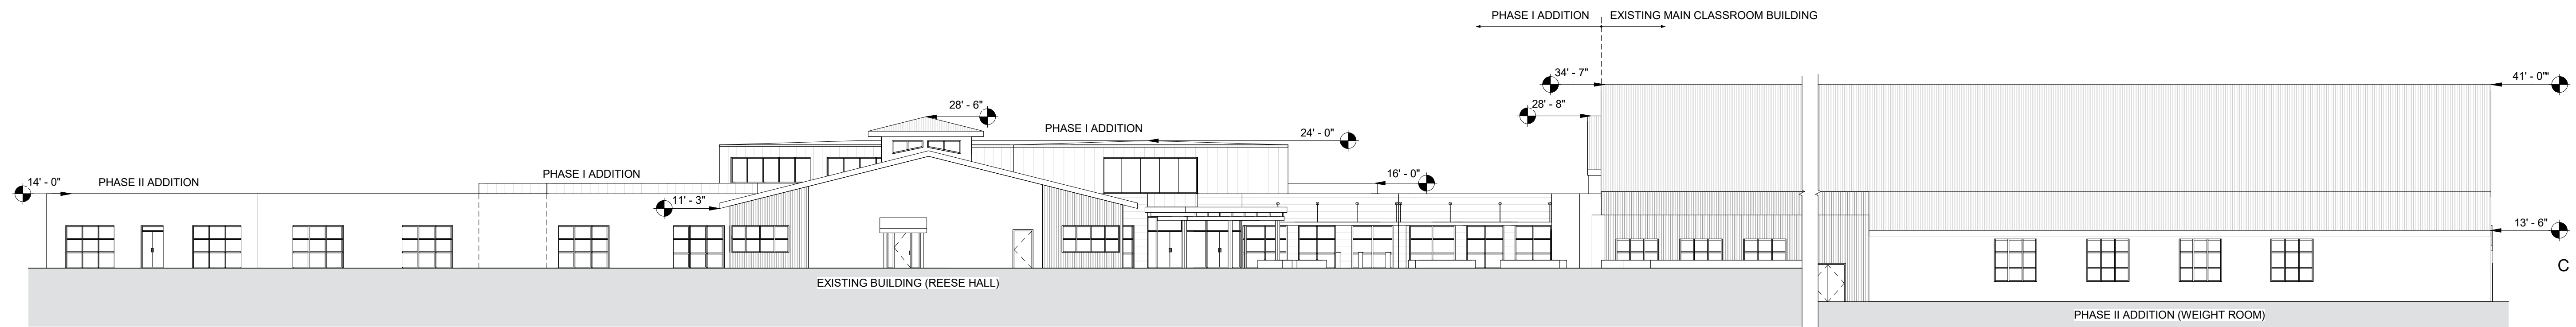 PHASE I ADDITION
EXISTING MAIN CLASSROOM BUILDING
34' - 7"
41' - 0"
28' - 6"
28' - 8"
PHASE I ADDITION
24' - 0"
PHASE I ADDITION
14' - 0"
PHASE II ADDITION
16' - 0"
11' - 3"
13' - 6"
C
EXISTING BUILDING (REESE HALL)
PHASE II ADDITION (WEIGHT ROOM)